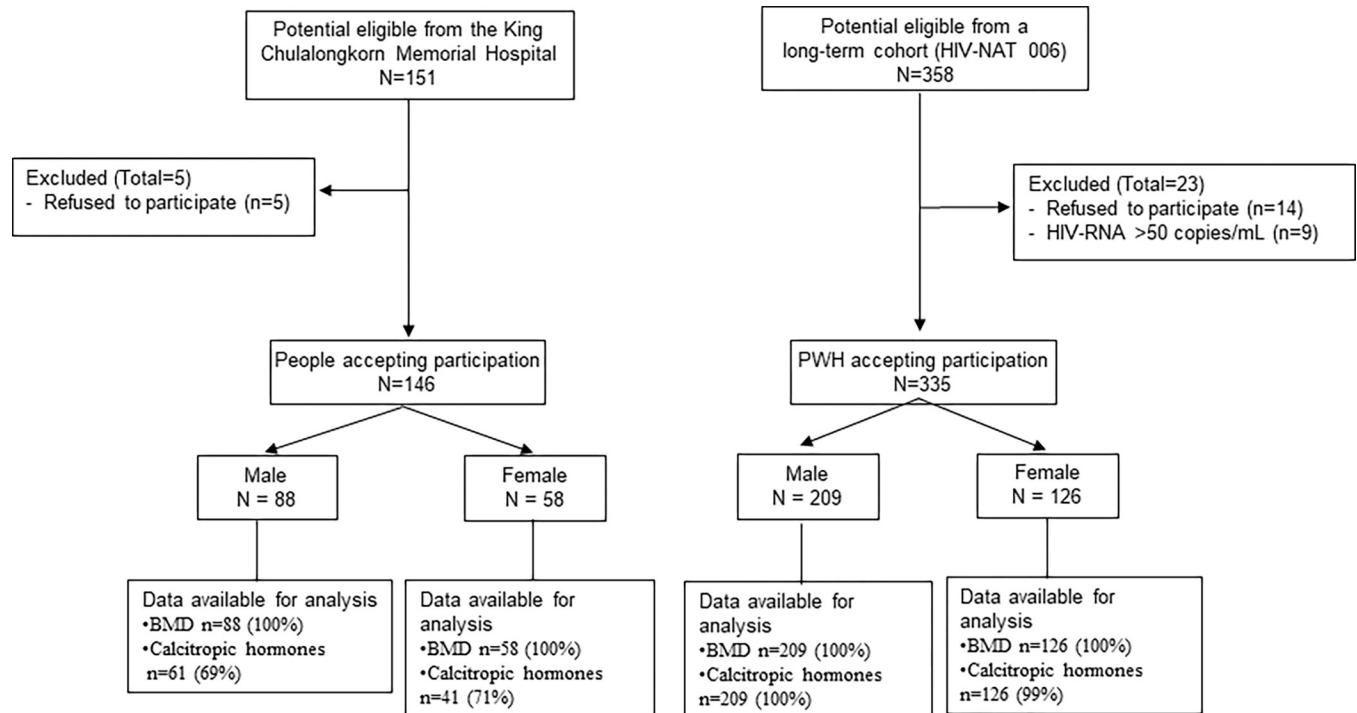 Potential eligible from the King
Chulalongkorn Memorial Hospital
N=151
Potential eligible from a
long-term cohort (HIV-NAT 006)
N=358
Excluded (Total=5)
- Refused to participate (n=5)
Excluded (Total=23)
- Refused to participate (n=14)
- HIV-RNA >50 copies/mL (n=9)
People accepting participation
N=146
PWH accepting participation
N=335
Male
N = 88
Female
N = 58
Male
N = 209
Female
N = 126
Data available for analysis
•BMD n=88 (100%)
•Calcitropic hormones
n=61 (69%)
Data available for
analysis
•BMD n=58 (100%)
•Calcitropic hormones
n=41 (71%)
Data available for
analysis
•BMD n=209 (100%)
•Calcitropic hormones
n=209 (100%)
Data available for
analysis
•BMD n=126 (100%)
•Calcitropic hormones
n=126 (99%)